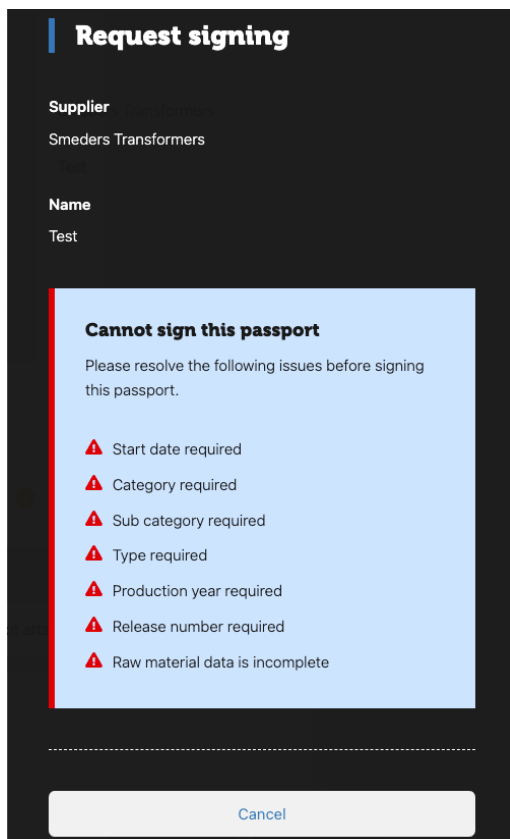 Request signing
Supplier
Smeders Transformers
Name
Test
Cannot sign this passport
Please resolve the following issues before signing
this passport.
Start date required
Category required
Sub category required
Type required
Production year required
Release number required
Raw material data is incomplete
Cancel